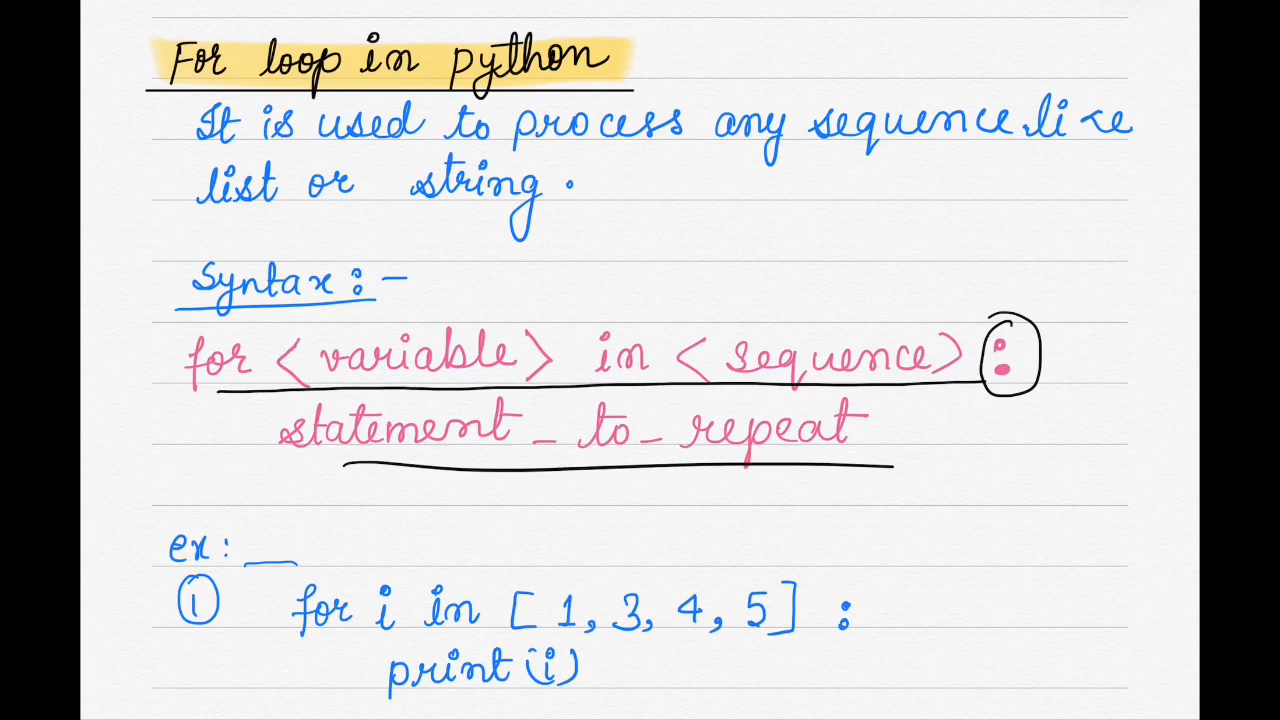 For loop in python
It is used to process any sequence.like
list or string.
Syntax:-
for <variable> in <sequence> :
statement_to_repeat
ex: __
1 for i in [1, 3, 4, 5] :
print(i)